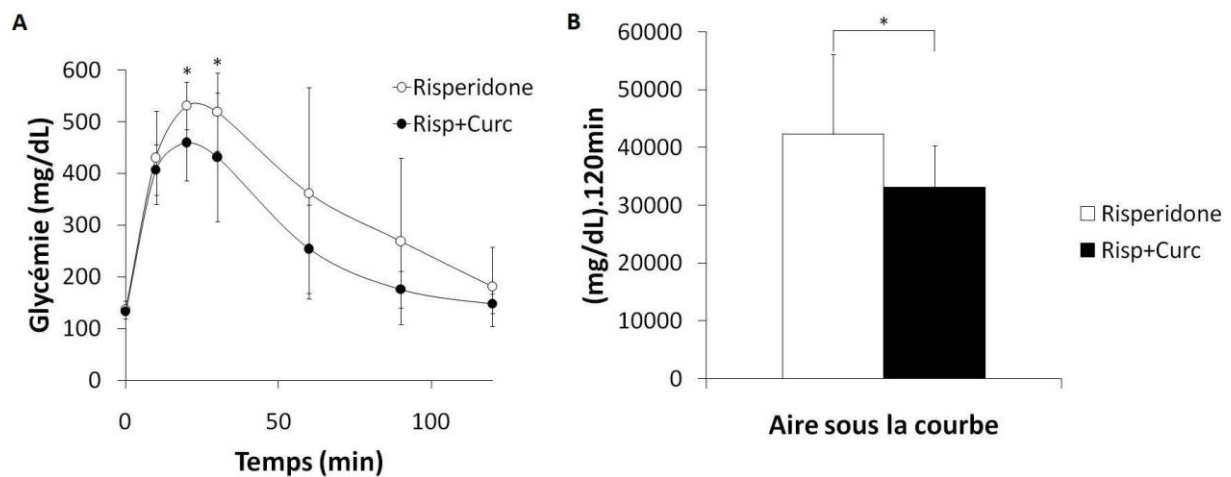 A
Glycémie (mg/dL)
600
500
400
300
200
100
0
* *
Risperidone
Risp+Curc
0 50 100
Temps (min)
B
(mg/dL).120min
60000
50000
40000
30000
20000
10000
0
*
Risperidone
Risp+Curc
Aire sous la courbe